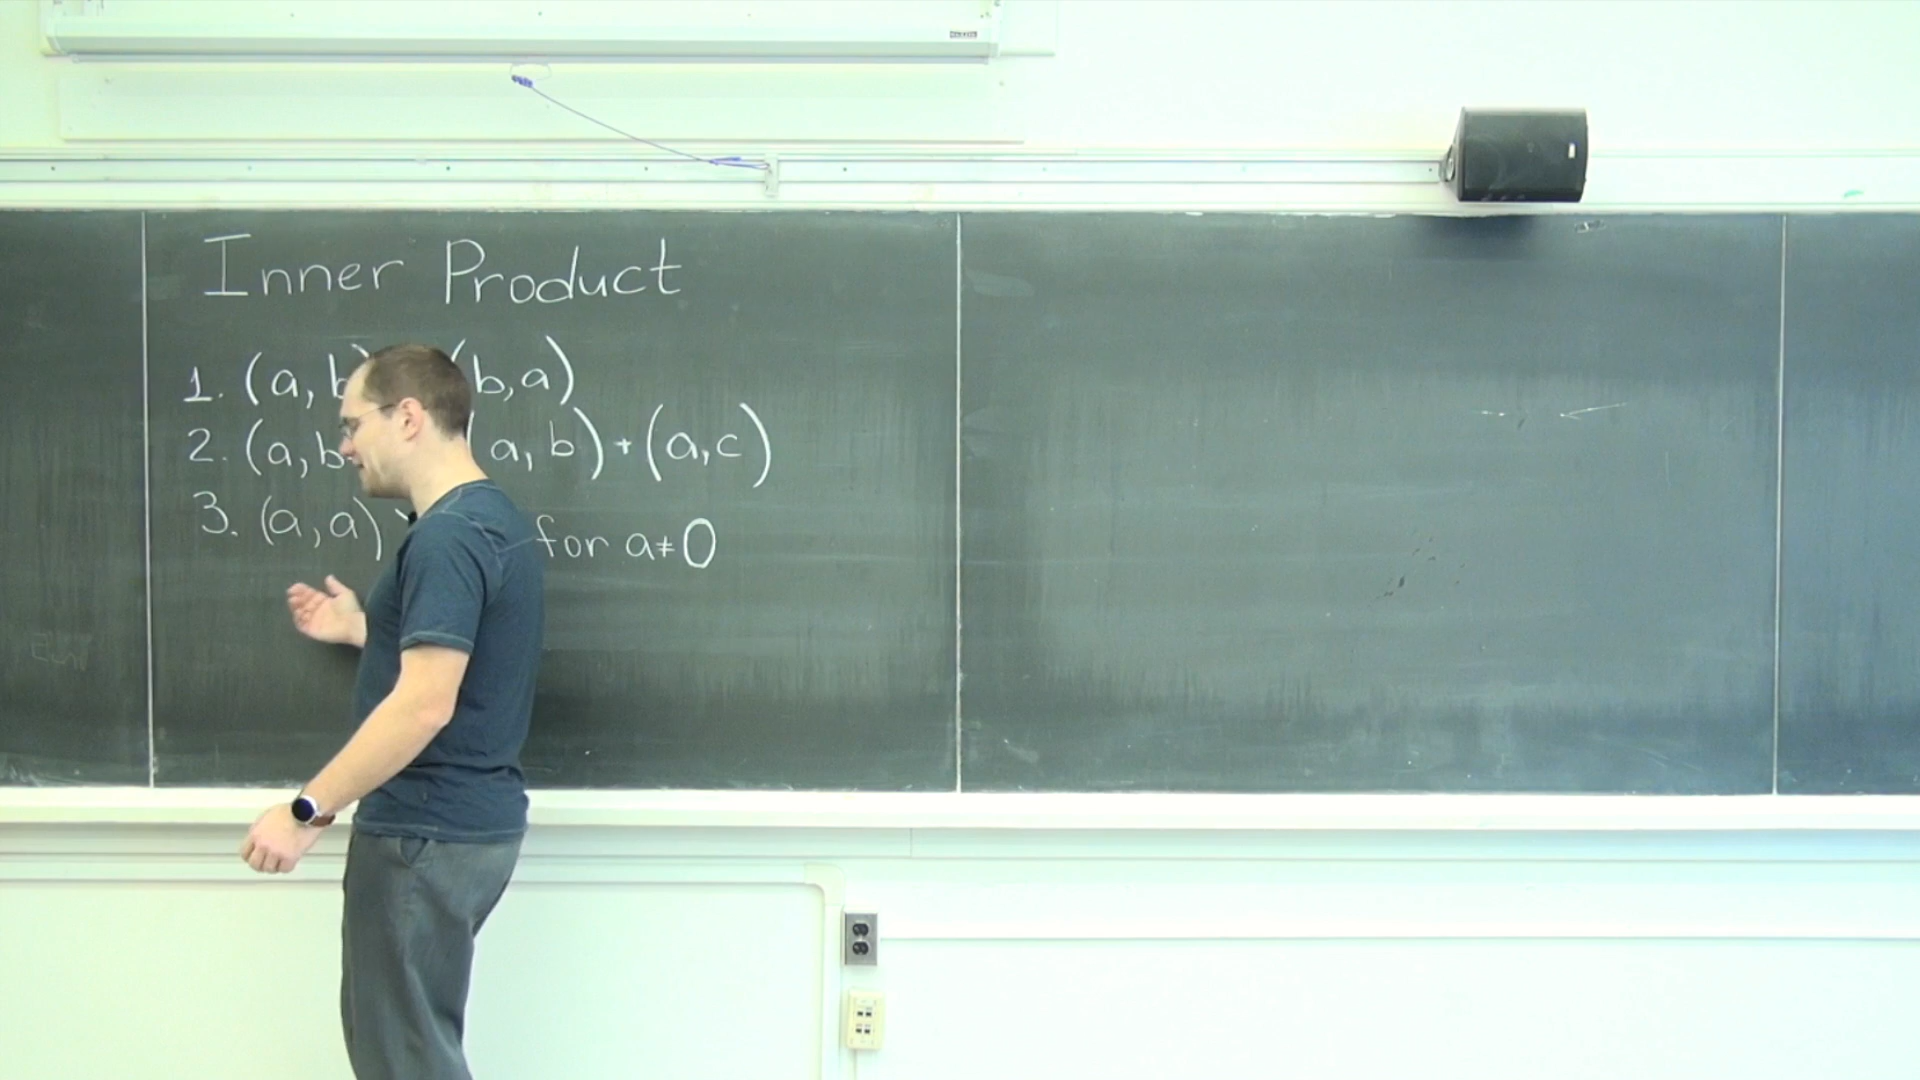 Inner Product
1. (a, b) (b,a)
2. (a, b (a, b) + (a,c)
3. (a, a) for a≠0